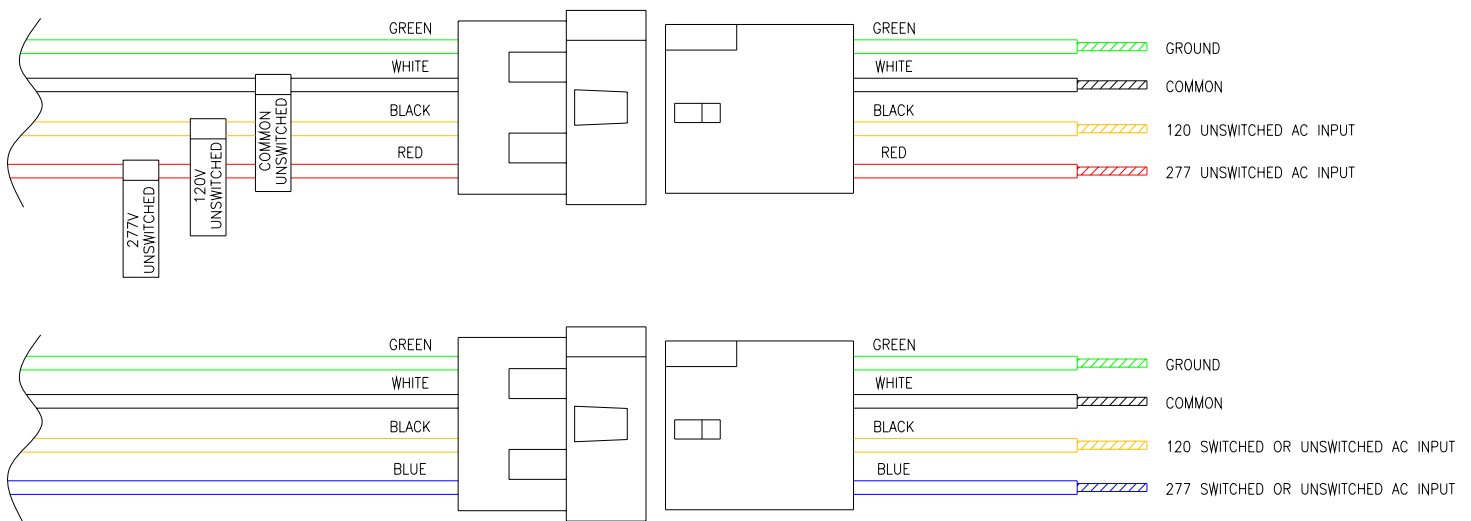 GREEN
GREEN
GROUND
WHITE
WHITE
COMMON
BLACK
BLACK
120 UNSWITCHED AC INPUT
RED
RED
277 UNSWITCHED AC INPUT
277V
UNSWITCHED
120V
UNSWITCHED
COMMON
UNSWITCHED
GREEN
GREEN
GROUND
WHITE
WHITE
COMMON
BLACK
BLACK
120 SWITCHED OR UNSWITCHED AC INPUT
BLUE
BLUE
277 SWITCHED OR UNSWITCHED AC INPUT